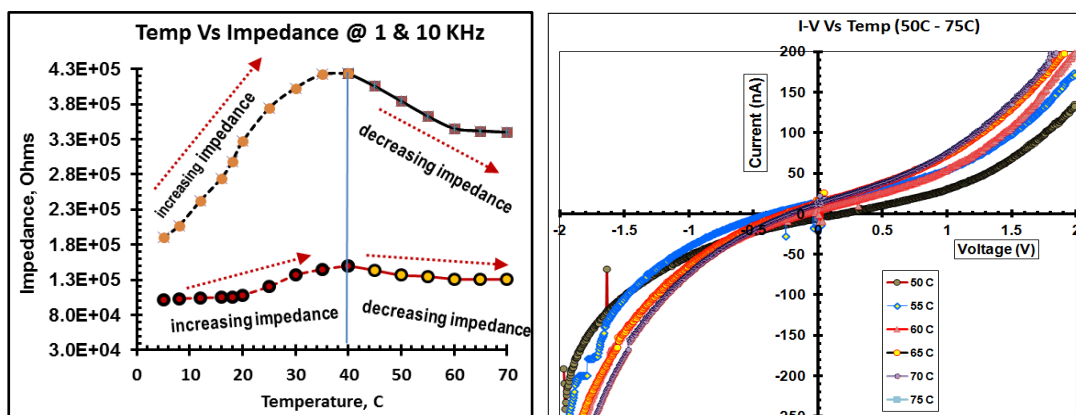 Temp Vs Impedance @ 1 & 10 KHz
Impedance, Ohms
4.3E+05
3.8E+05
3.3E+05
2.8E+05
2.3E+05
1.8E+05
1.3E+05
8.0E+04
3.0E+04
increasing impedance
decreasing impedance
increasing impedance
decreasing impedance
0 10 20 30 40 50 60 70
Temperature, C
I-V Vs Temp (50C - 75C)
Current (nA)
200
150
100
50
0
-50
-100
-150
-200
-250
-2 -1.5 -1 -0.5 0 0.5 1 1.5 2
Voltage (V)
50 C
55 C
60 C
65 C
70 C
75 C